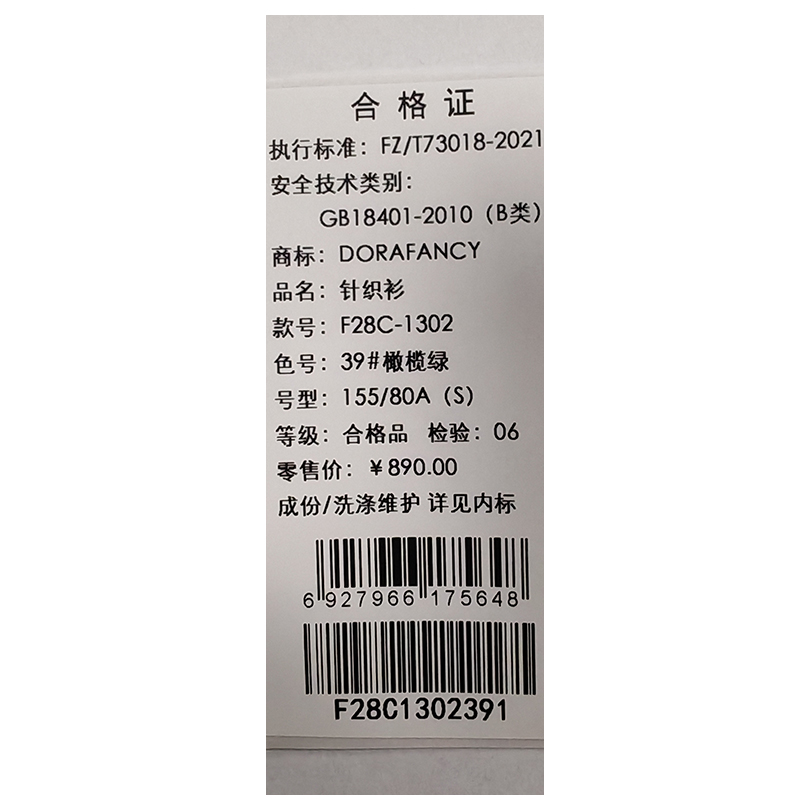 合格证
执行标准：FZ/T73018-2021
安全技术类别：
GB18401-2010（B类）
商标：DORAFANCY
品名：针织衫
款号：F28C-1302
色号：39#橄榄绿
号型：155/80A（S）
等级：合格品 检验：06
零售价：￥890.00
成份/洗涤维护 详见内标
6 927966 175648
F28C1302391